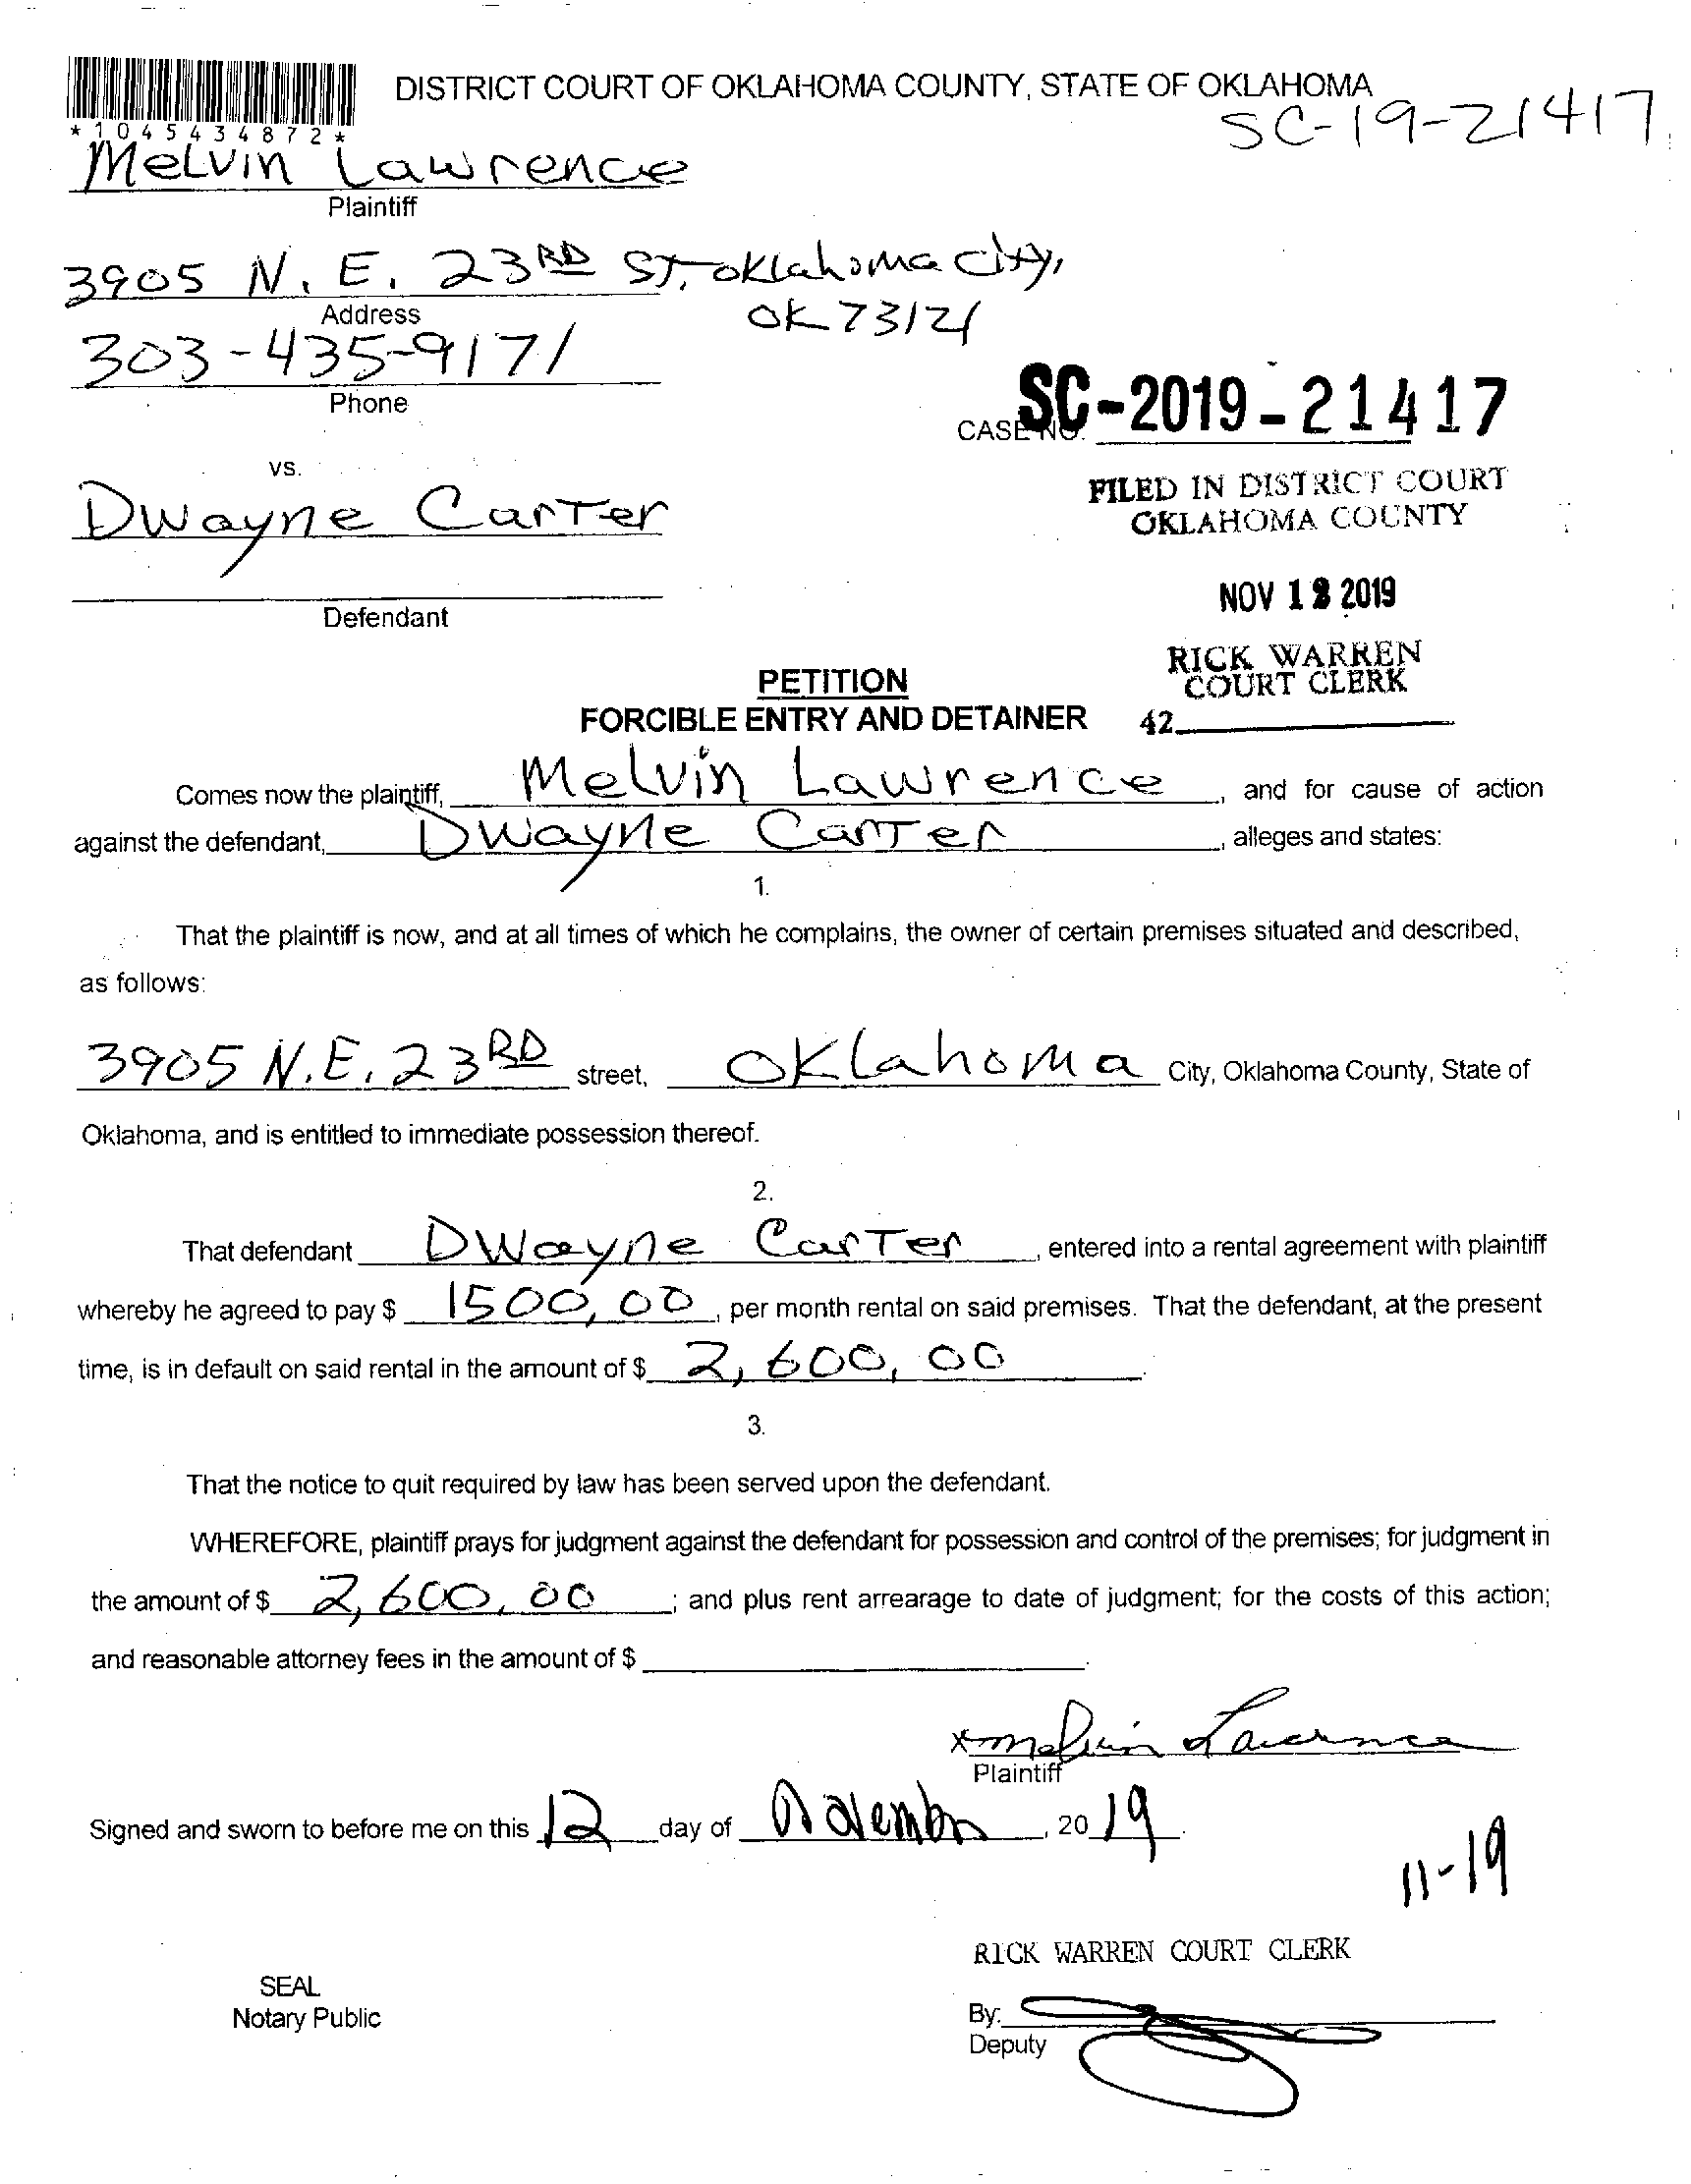 DISTRICT COURT OF OKLAHOMA COUNTY, STATE OF OKLAHOMA
SC-19-21417
*1045434872*
Melvin Lawrence
Plaintiff
3905 N. E. 23RD ST, oklahoma City,
Address
OK 73121
303-435-9171
Phone
CASE NO. SC-2019-21417
vs.
FILED IN DISTRICT COURT
OKLAHOMA COUNTY
Dwayne Carter
NOV 12 2019
Defendant
RICK WARREN
COURT CLERK
PETITION
FORCIBLE ENTRY AND DETAINER
42
Comes now the plaintiff, Melvin Lawrence, and for cause of action
against the defendant, Dwayne Carter, alleges and states:
1.
That the plaintiff is now, and at all times of which he complains, the owner of certain premises situated and described,
as follows:
3905 N.E. 23RD street, Oklahoma City, Oklahoma County, State of
Oklahoma, and is entitled to immediate possession thereof.
2.
That defendant Dwayne Carter, entered into a rental agreement with plaintiff
whereby he agreed to pay $ 1500,00, per month rental on said premises. That the defendant, at the present
time, is in default on said rental in the amount of $ 2,600,00.
3.
That the notice to quit required by law has been served upon the defendant.
WHEREFORE, plaintiff prays for judgment against the defendant for possession and control of the premises; for judgment in
the amount of $ 2,600,00; and plus rent arrearage to date of judgment; for the costs of this action;
and reasonable attorney fees in the amount of $ .
x Melvin Lawrence
Plaintiff
Signed and sworn to before me on this 12 day of November, 20 19.
11-19
RICK WARREN COURT CLERK
SEAL
Notary Public
By:
Deputy